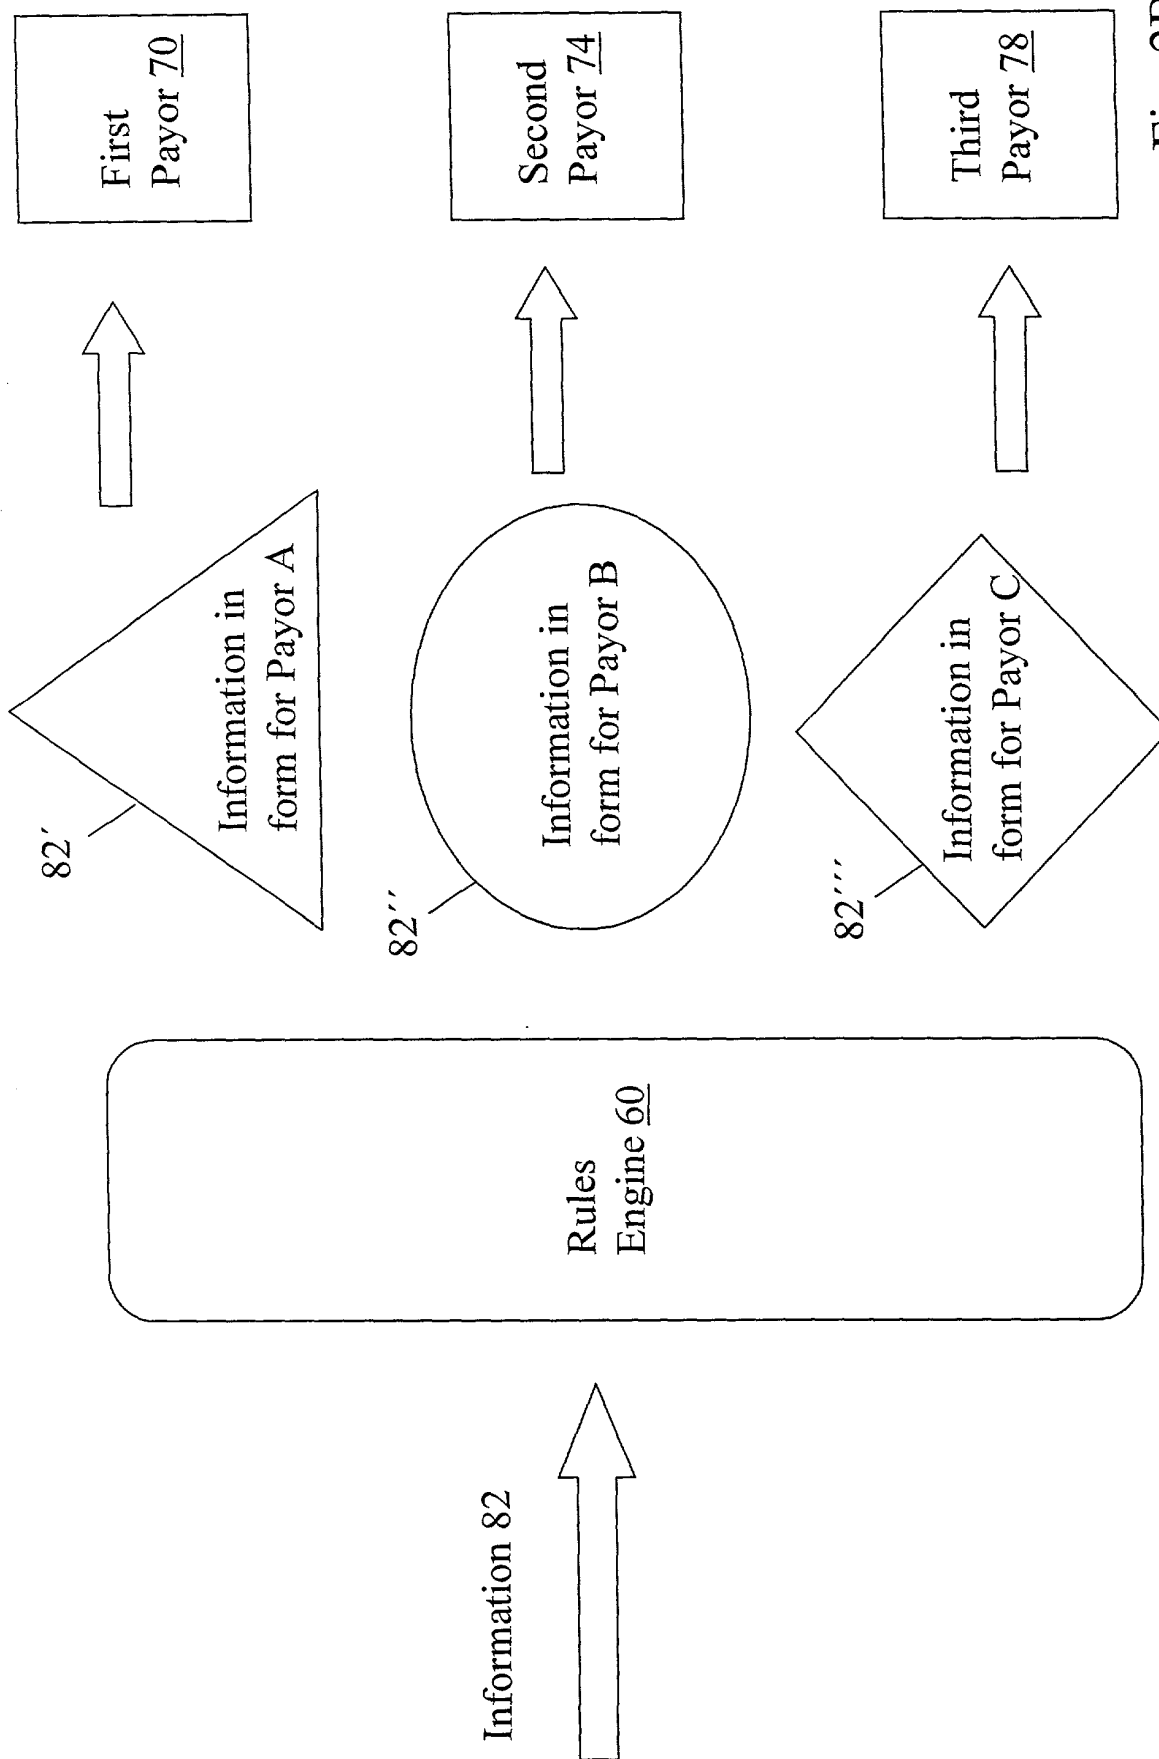 Information 82
Rules
Engine 60
82′
Information in
form for Payor A
82′′
Information in
form for Payor B
82′′′
Information in
form for Payor C
First
Payor 70
Second
Payor 74
Third
Payor 78